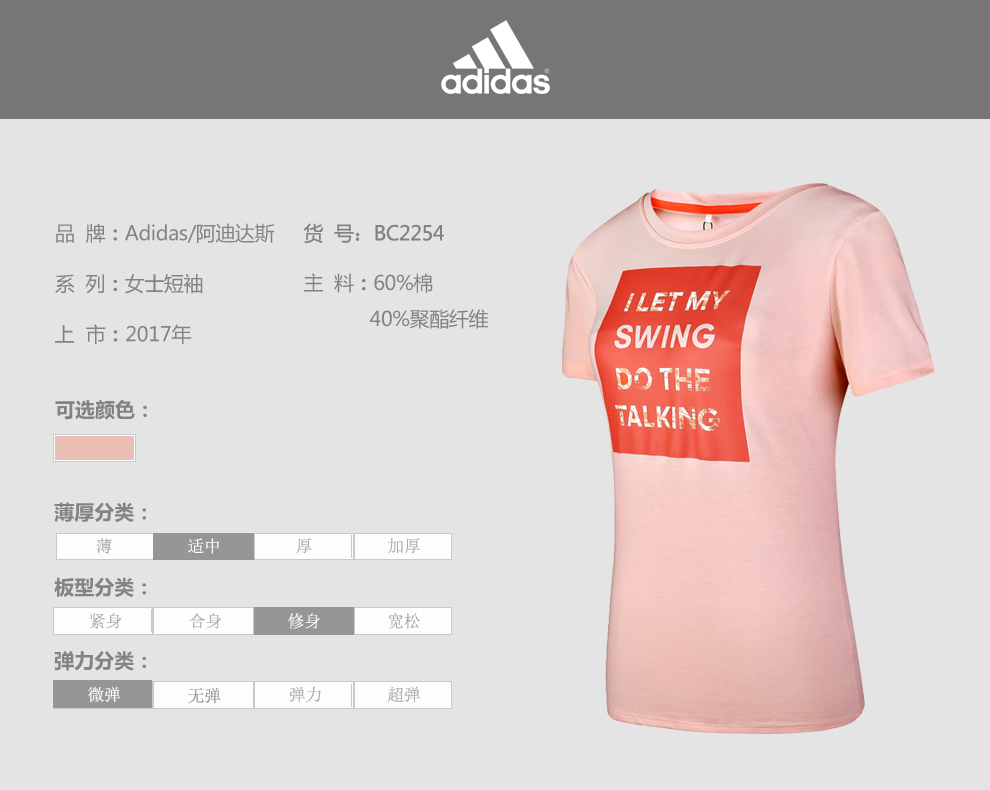 adidas®
品 牌：Adidas/阿迪达斯 货 号：BC2254
系 列：女士短袖 主 料：60%棉
40%聚酯纤维
上 市：2017年
可选颜色：
薄厚分类：
薄 适中 厚 加厚
板型分类：
紧身 合身 修身 宽松
弹力分类：
微弹 无弹 弹力 超弹
I LET MY
SWING
DO THE
TALKING